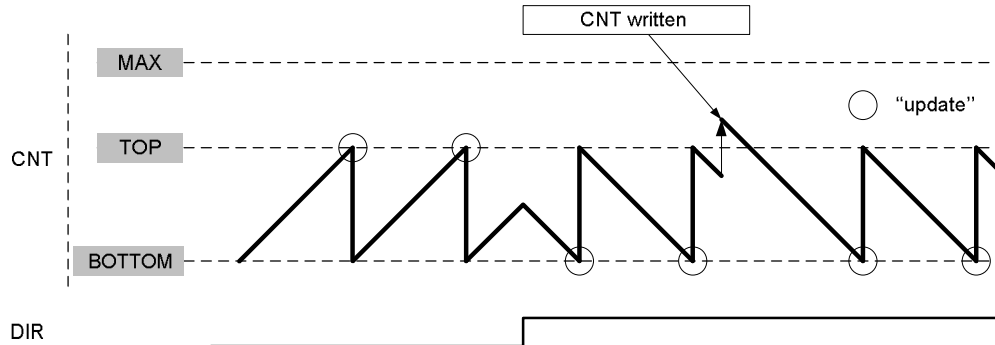 CNT written
MAX
“update”
TOP
CNT
BOTTOM
DIR